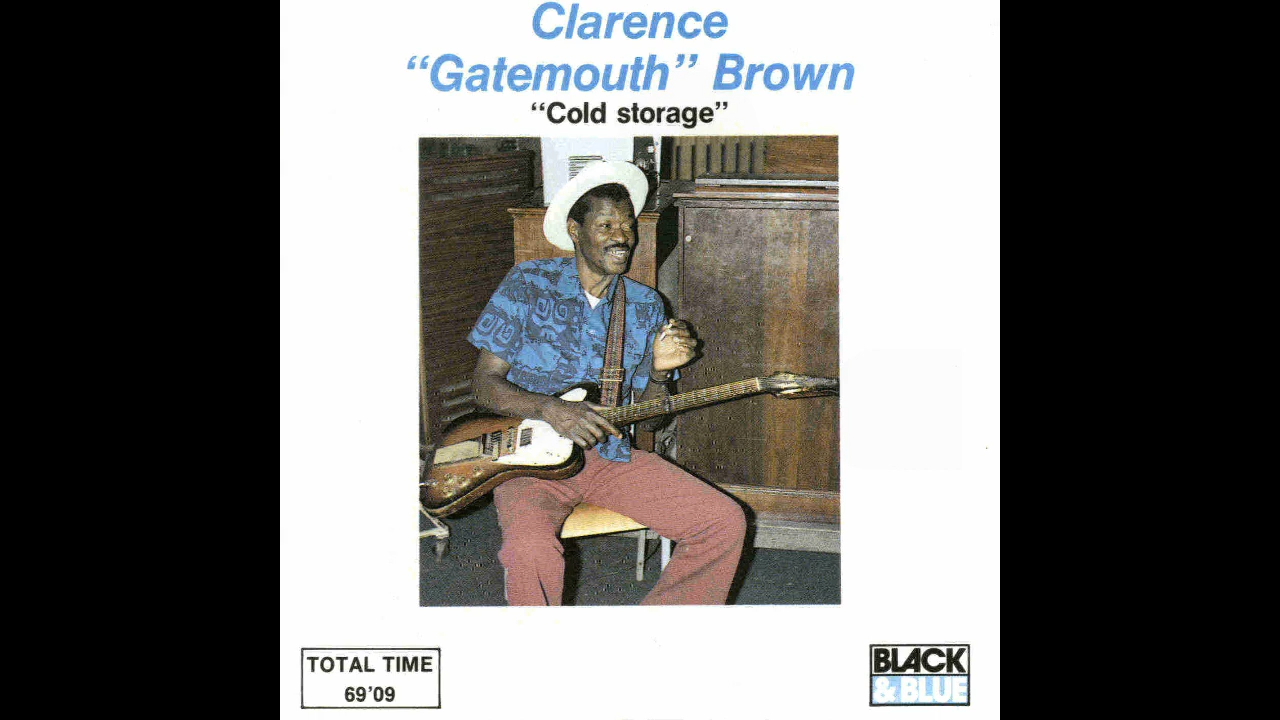 Clarence
“Gatemouth” Brown
“Cold storage”
TOTAL TIME
69’09
BLACK
& BLUE